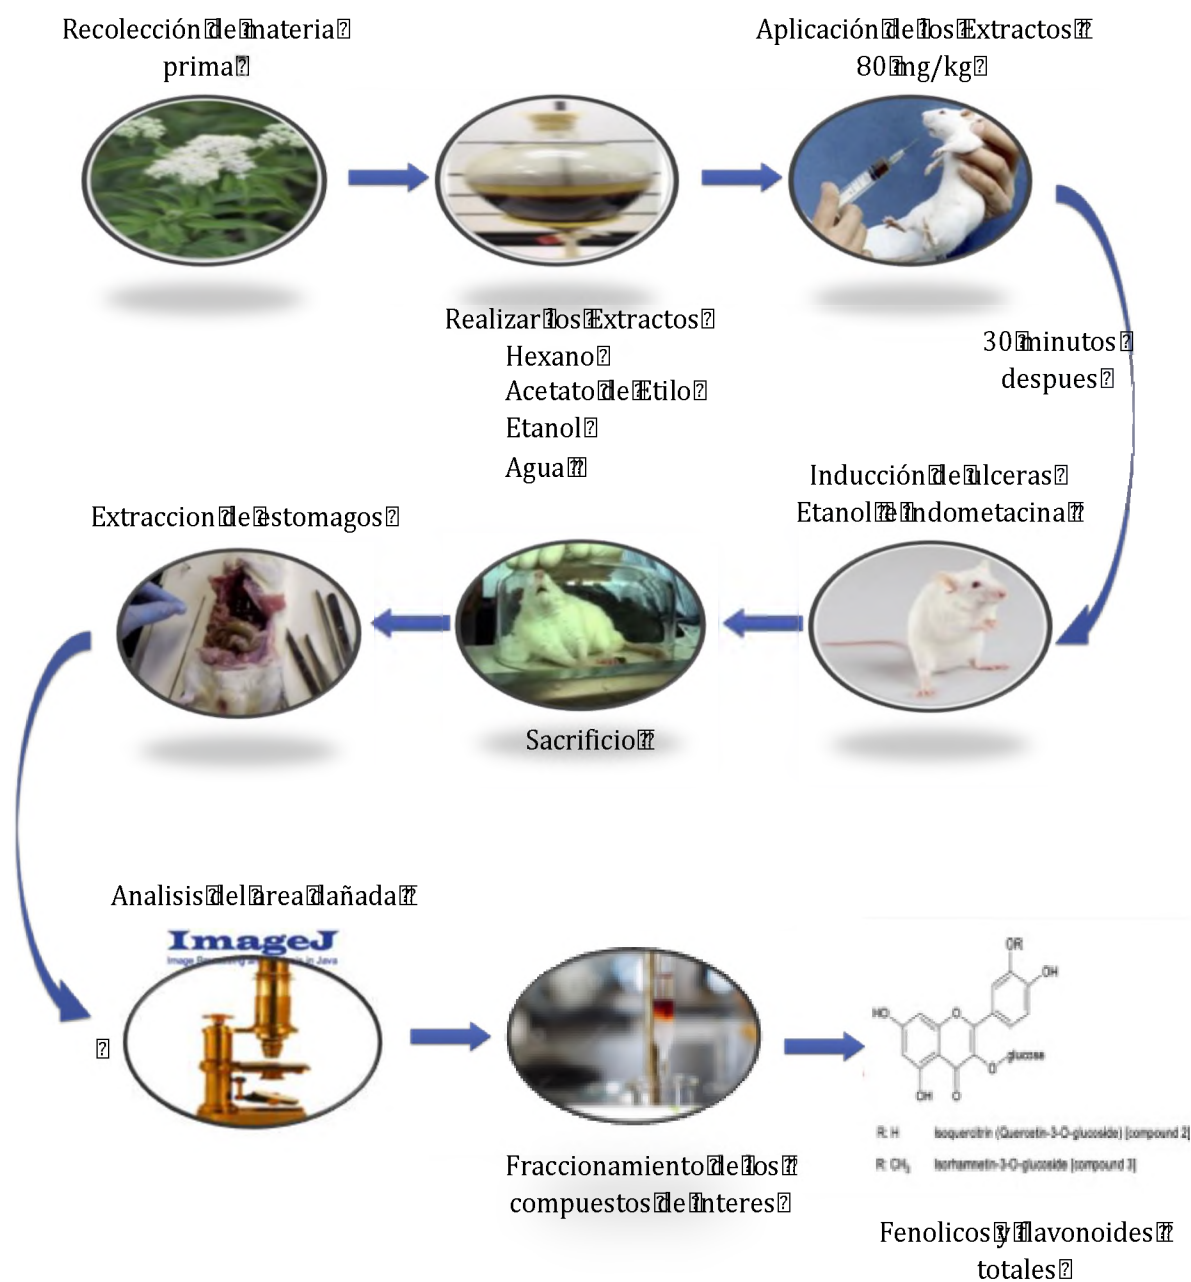 Recolección de materia
prima
Aplicación de los Extractos
80 mg/kg
Realizar los Extractos
Hexano
Acetato de Etilo
Etanol
Agua
30 minutos
despues
Inducción de ulceras
Etanol e indometacina
Extraccion de estomagos
Sacrificio
Analisis del area dañada
ImageJ
in Java
OR
OH
HO
O
glucose
O
OH
O
R: H Isoquercitrin (Quercetin-3-O-glucoside) [compound 2]
R: CH3 Isorhamnetin-3-O-glucoside [compound 3]
Fraccionamiento de los
compuestos de interes
Fenolicos y flavonoides
totales